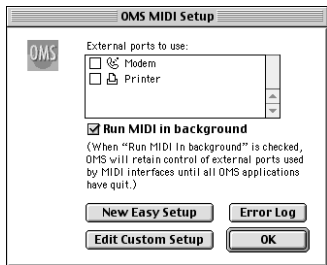 OMS MIDI Setup
OMS
External ports to use:
Modem
Printer
Run MIDI in background
(When “Run MIDI In background” is checked,
OMS will retain control of external ports used
by MIDI interfaces until all OMS applications
have quit.)
New Easy Setup
Error Log
Edit Custom Setup
OK